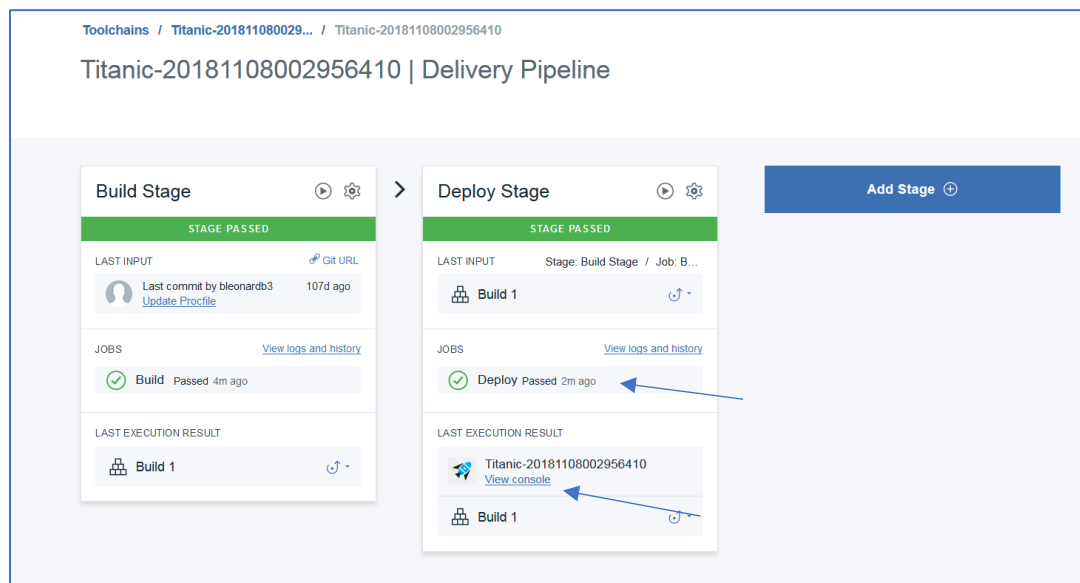 Toolchains / Titanic-201811080029... / Titanic-20181108002956410
Titanic-20181108002956410 | Delivery Pipeline
Build Stage
STAGE PASSED
LAST INPUT Git URL
Last commit by bleonardb3 107d ago
Update Procfile
JOBS View logs and history
Build Passed 4m ago
LAST EXECUTION RESULT
Build 1
Deploy Stage
STAGE PASSED
LAST INPUT Stage: Build Stage / Job: B...
Build 1
JOBS View logs and history
Deploy Passed 2m ago
LAST EXECUTION RESULT
Titanic-20181108002956410
View console
Build 1
Add Stage